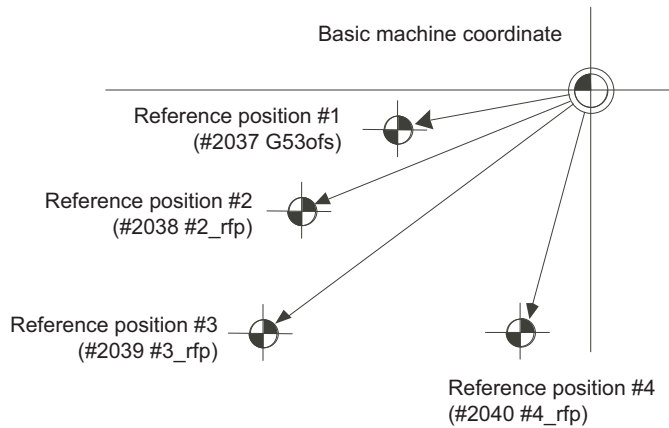 Basic machine coordinate
Reference position #1
(#2037 G53ofs)
Reference position #2
(#2038 #2_rfp)
Reference position #3
(#2039 #3_rfp)
Reference position #4
(#2040 #4_rfp)